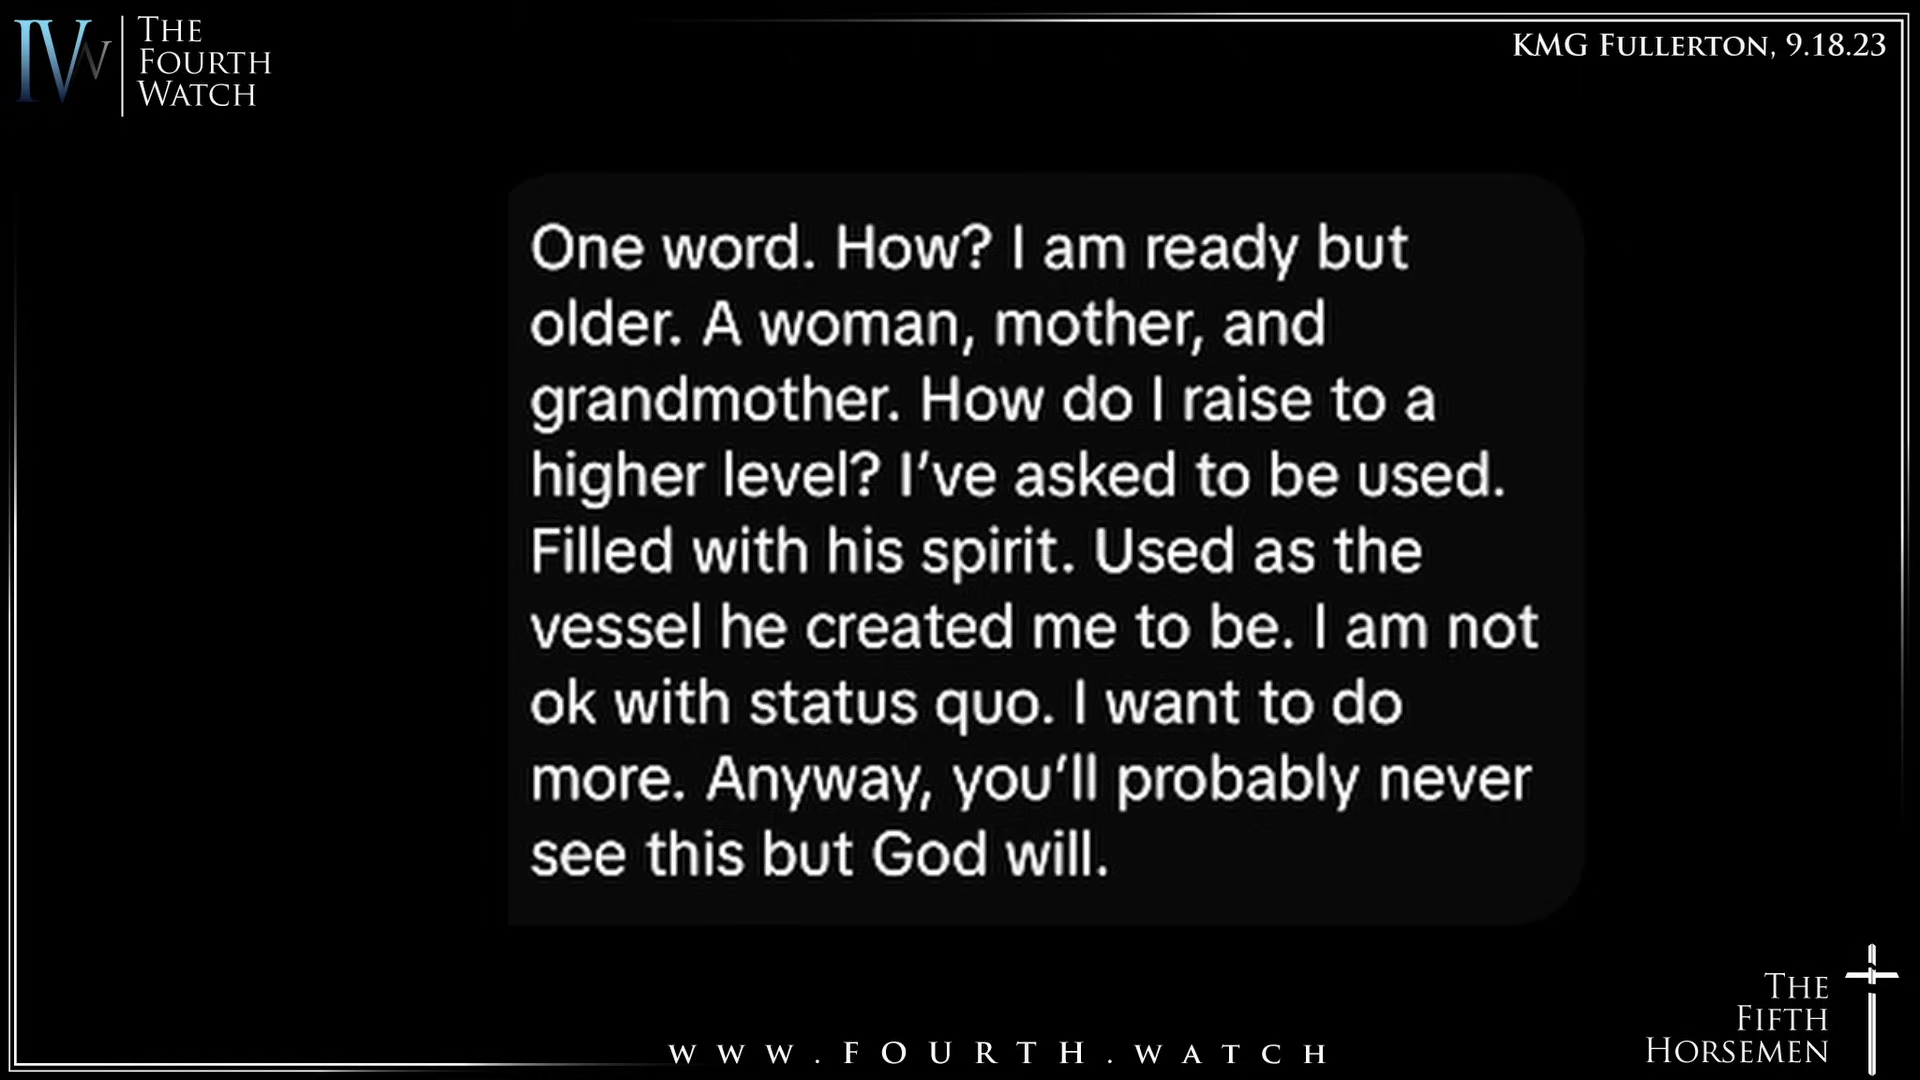 IVW
THE
FOURTH
WATCH
KMG FULLERTON, 9.18.23
One word. How? I am ready but
older. A woman, mother, and
grandmother. How do I raise to a
higher level? I’ve asked to be used.
Filled with his spirit. Used as the
vessel he created me to be. I am not
ok with status quo. I want to do
more. Anyway, you’ll probably never
see this but God will.
THE
FIFTH
HORSEMEN
WWW.FOURTH.WATCH